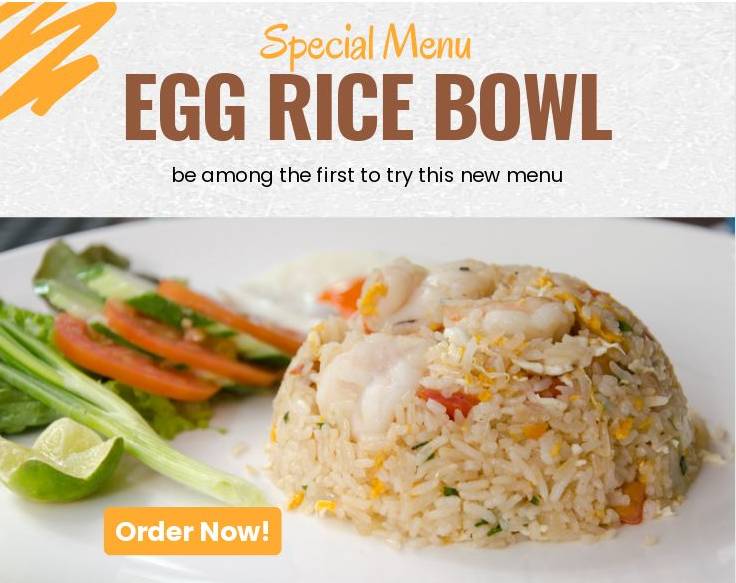 Special Menu
EGG RICE BOWL
be among the first to try this new menu
Order Now!